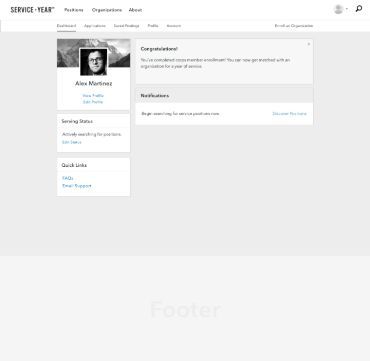 SERVICE + YEAR
Positions Organizations About
Dashboard Applications Saved Postings Profile Account Enroll as Organization
Alex Martinez
View Profile
Edit Profile
Congratulations!
You've completed corps member enrollment! You can now get matched with an
organization for a year of service.
Notifications
Begin searching for service positions now. Discover Positions
Serving Status
Actively searching for positions.
Edit Status
Quick Links
FAQs
Email Support
Footer